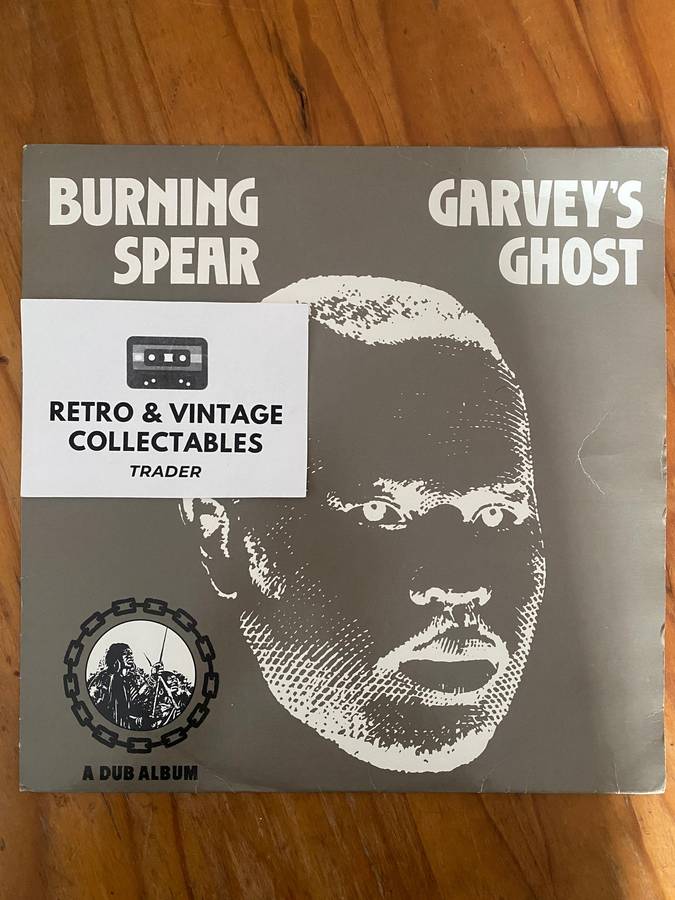 BURNING
SPEAR
GARVEY'S
GHOST
RETRO & VINTAGE
COLLECTABLES
TRADER
A DUB ALBUM